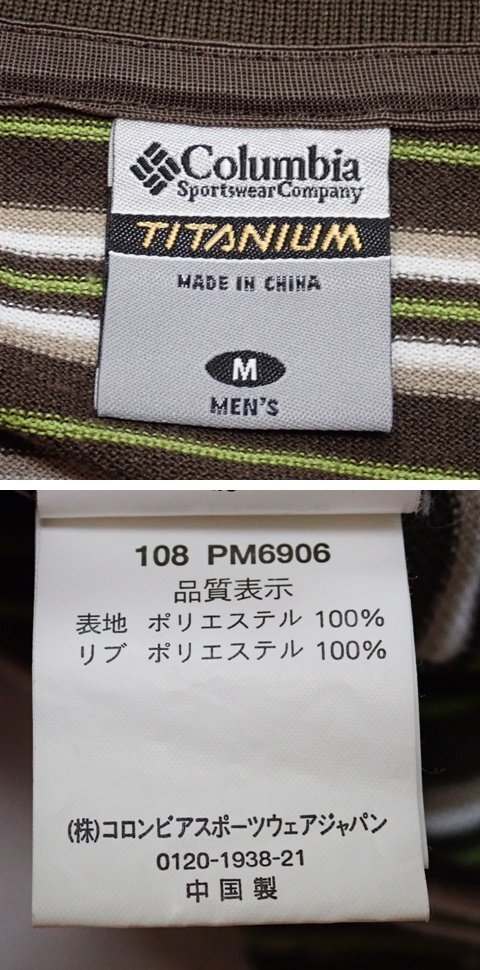 Columbia
Sportswear Company
TITANIUM
MADE IN CHINA
M
MEN'S
108 PM6906
品質表示
表地 ポリエステル 100%
リブ ポリエステル 100%
(株)コロンビアスポーツウェアジャパン
0120-1938-21
中国製